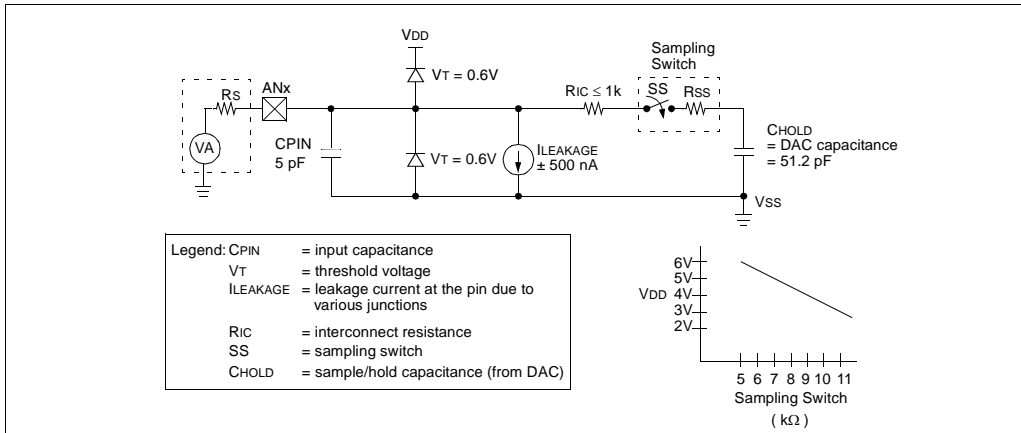 VDD
Sampling
Switch
VT = 0.6V
ANx
RS
RIC ≤ 1k
SS
RSS
CHOLD
= DAC capacitance
= 51.2 pF
VA
CPIN
5 pF
VT = 0.6V
ILEAKAGE
± 500 nA
VSS
Legend: CPIN = input capacitance
VT = threshold voltage
ILEAKAGE = leakage current at the pin due to
various junctions
RIC = interconnect resistance
SS = sampling switch
CHOLD = sample/hold capacitance (from DAC)
6V
5V
VDD 4V
3V
2V
5 6 7 8 9 10 11
Sampling Switch
( kΩ )